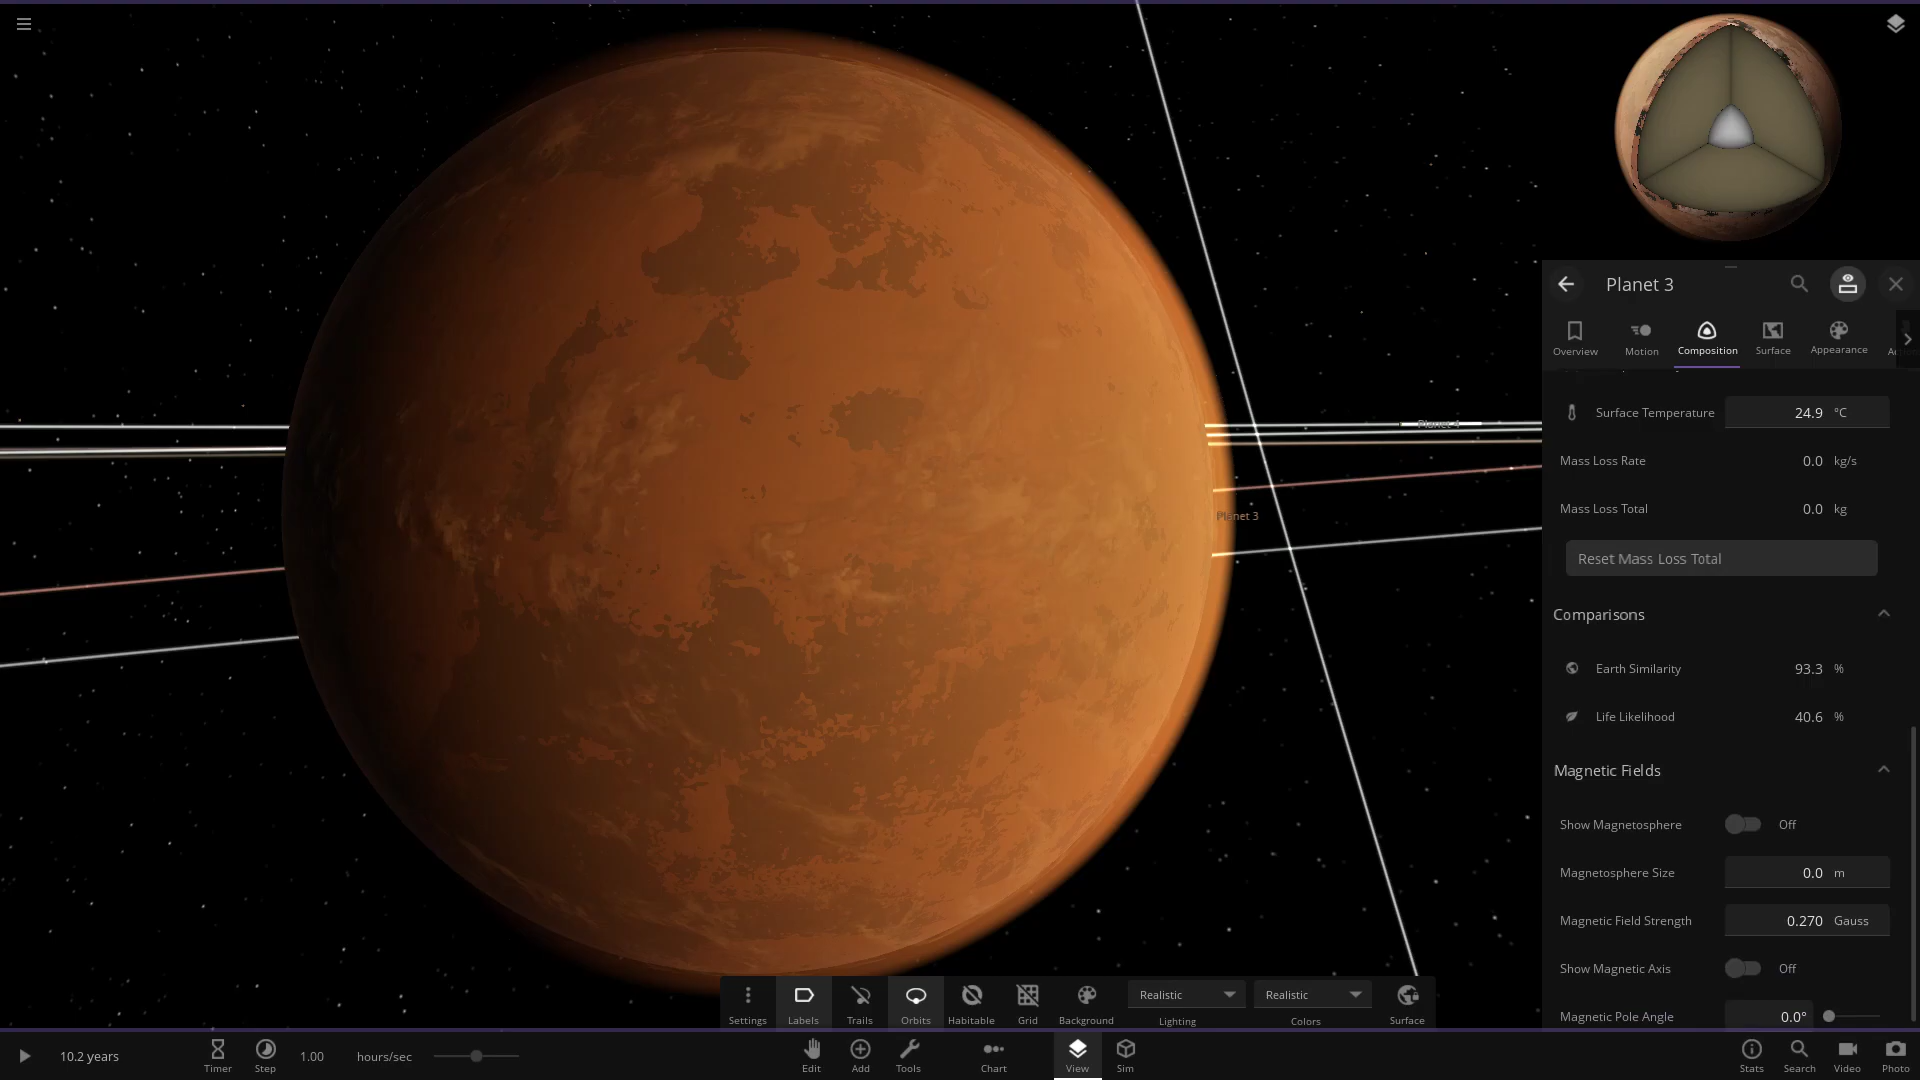 Planet 3
Overview
Motion
Composition
Surface
Appearance
Surface Temperature 24.9 °C
Mass Loss Rate 0.0 kg/s
Mass Loss Total 0.0 kg
Reset Mass Loss Total
Comparisons
Earth Similarity 93.3 %
Life Likelihood 40.6 %
Magnetic Fields
Show Magnetosphere Off
Magnetosphere Size 0.0 m
Magnetic Field Strength 0.270 Gauss
Show Magnetic Axis Off
Magnetic Pole Angle 0.0°
Planet 4
Planet 3
Settings
Labels
Trails
Orbits
Habitable
Grid
Background
Realistic
Lighting
Realistic
Colors
Surface
10.2 years
Timer
Step
1.00 hours/sec
Edit
Add
Tools
Chart
View
Sim
Stats
Search
Video
Photo